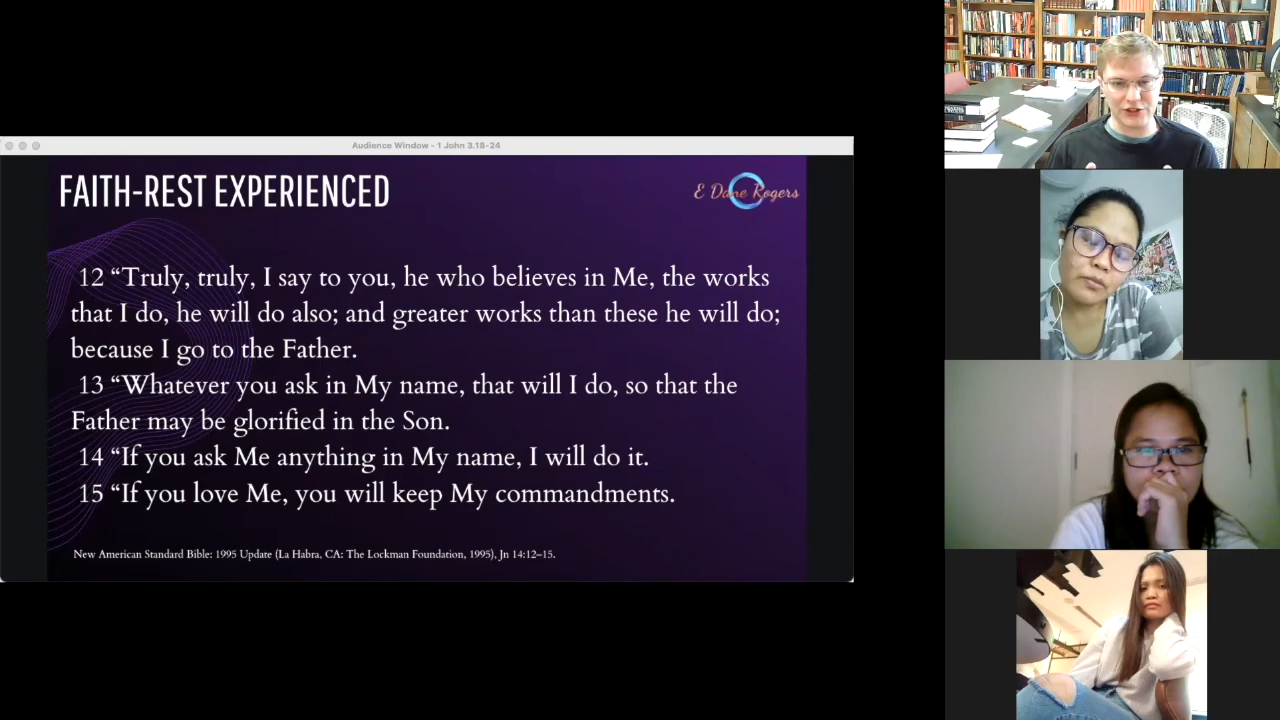 Audience Window - 1 John 3.18-24
FAITH-REST EXPERIENCED
E Dane Rogers
12 “Truly, truly, I say to you, he who believes in Me, the works
that I do, he will do also; and greater works than these he will do;
because I go to the Father.
13 “Whatever you ask in My name, that will I do, so that the
Father may be glorified in the Son.
14 “If you ask Me anything in My name, I will do it.
15 “If you love Me, you will keep My commandments.
New American Standard Bible: 1995 Update (La Habra, CA: The Lockman Foundation, 1995), Jn 14:12–15.